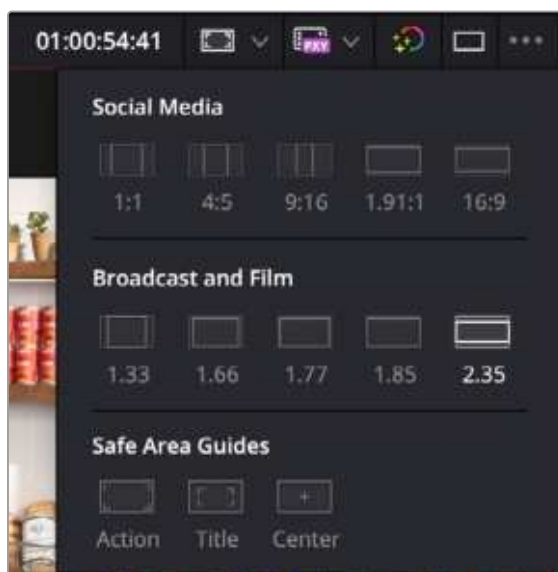 01:00:54:41
PXY
Social Media
1:1 4:5 9:16 1.91:1 16:9
Broadcast and Film
1.33 1.66 1.77 1.85 2.35
Safe Area Guides
Action Title Center